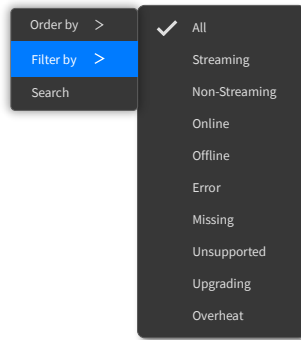 Order by >
Filter by >
Search
All
Streaming
Non-Streaming
Online
Offline
Error
Missing
Unsupported
Upgrading
Overheat